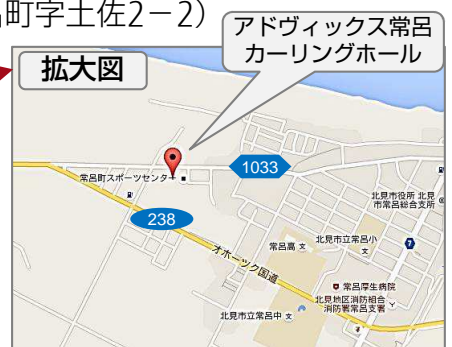 名町字土佐2－2）
アドヴィックス常呂
カーリングホール
拡大図
常呂町スポーツセンター
1033
北見市役所 北見
市常呂総合支所
238
オホーツク国道
常呂高
北見市立常呂小
7
常呂厚生病院
北見地区消防組合
消防署常呂支署
北見市立常呂中